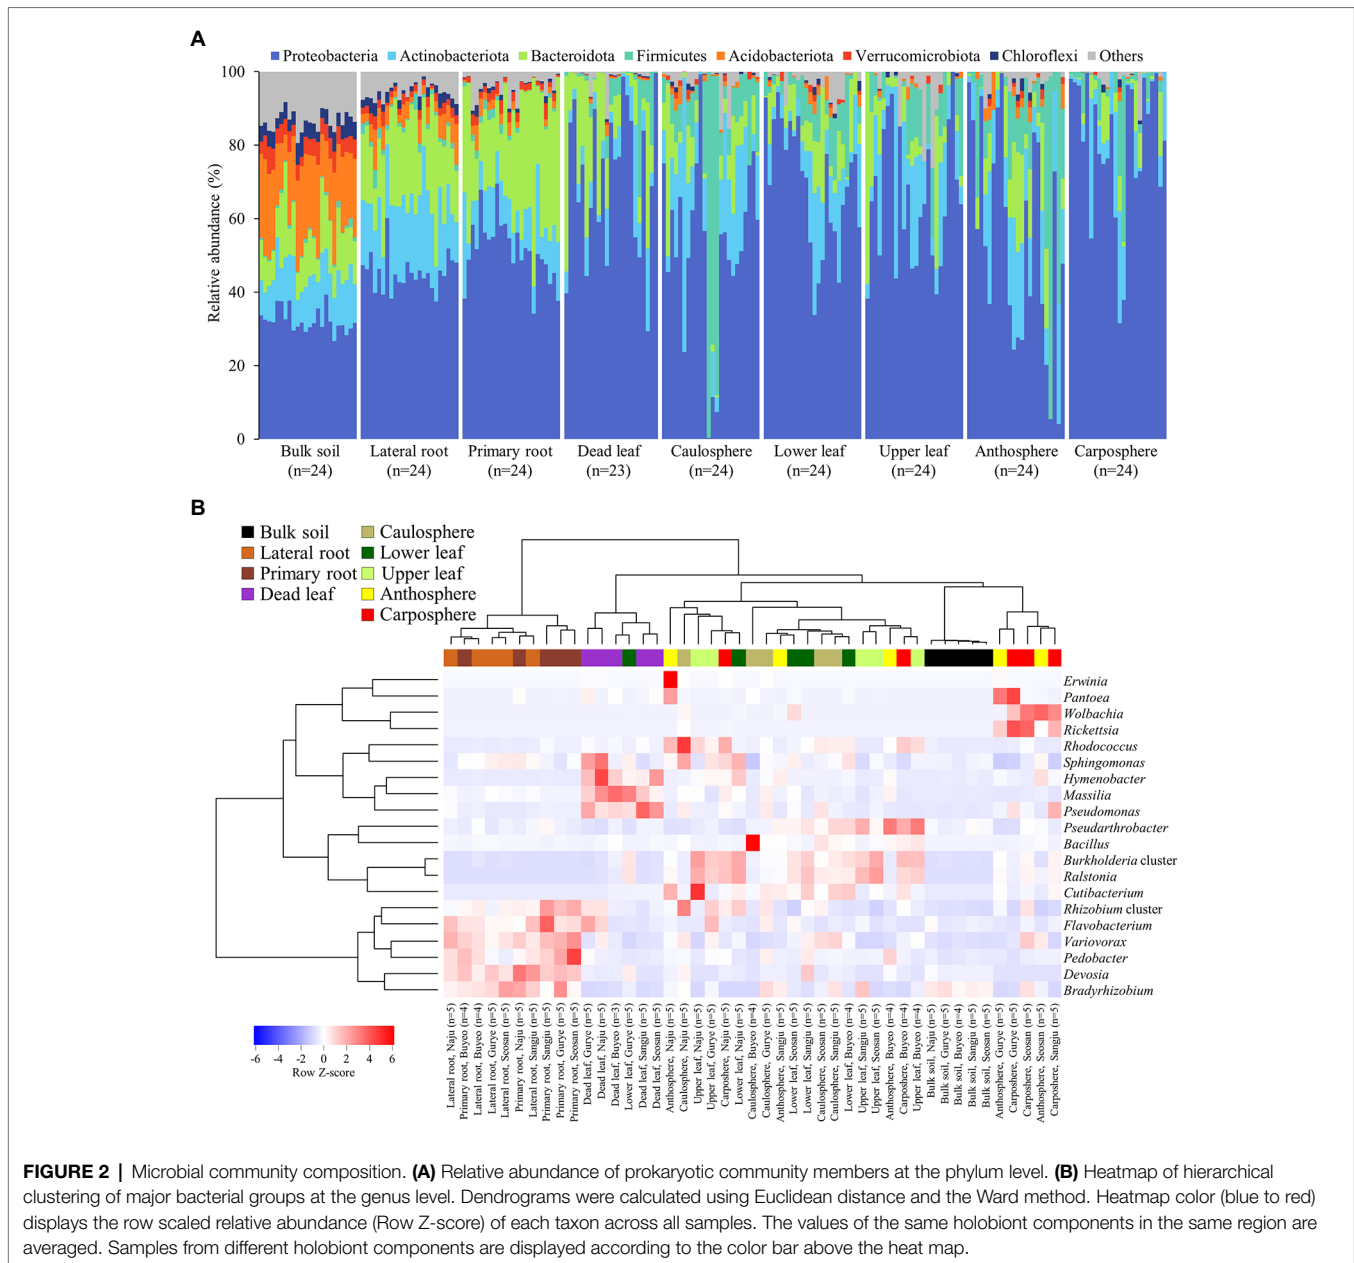 A
Proteobacteria Actinobacteriota Bacteroidota Firmicutes Acidobacteriota Verrucomicrobiota Chloroflexi Others
Relative abundance (%)
100
80
60
40
20
0
Bulk soil Lateral root Primary root Dead leaf Caulosphere Lower leaf Upper leaf Anthosphere Carposphere
(n=24) (n=24) (n=24) (n=23) (n=24) (n=24) (n=24) (n=24) (n=24)
B
Bulk soil Caulosphere
Lateral root Lower leaf
Primary root Upper leaf
Dead leaf Anthosphere
Carposphere
Erwinia
Pantoea
Wolbachia
Rickettsia
Rhodococcus
Sphingomonas
Hymenobacter
Massilia
Pseudomonas
Pseudarthrobacter
Bacillus
Burkholderia cluster
Ralstonia
Cutibacterium
Rhizobium cluster
Flavobacterium
Variovorax
Pedobacter
Devosia
Bradyrhizobium
-6 -4 -2 0 2 4 6
Row Z-score
Lateral root, Naju (n=5)
Primary root, Buyeo (n=4)
Lateral root, Buyeo (n=4)
Lateral root, Gurye (n=5)
Lateral root, Seosan (n=5)
Primary root, Naju (n=5)
Lateral root, Sangju (n=5)
Primary root, Sangju (n=5)
Primary root, Gurye (n=5)
Primary root, Seosan (n=5)
Dead leaf, Gurye (n=5)
Dead leaf, Naju (n=5)
Dead leaf, Buyeo (n=3)
Lower leaf, Gurye (n=5)
Dead leaf, Sangju (n=5)
Dead leaf, Seosan (n=5)
Anthosphere, Naju (n=5)
Caulosphere, Naju (n=5)
Upper leaf, Naju (n=5)
Upper leaf, Gurye (n=5)
Carposhere, Naju (n=5)
Lower leaf, Naju (n=5)
Caulosphere, Buyeo (n=4)
Caulosphere, Gurye (n=5)
Anthosphere, Sangju (n=5)
Lower leaf, Seosan (n=5)
Lower leaf, Sangju (n=5)
Caulosphere, Seosan (n=5)
Caulosphere, Sangju (n=5)
Lower leaf, Buyeo (n=4)
Upper leaf, Sangju (n=5)
Upper leaf, Seosan (n=5)
Anthosphere, Buyeo (n=4)
Carposhere, Buyeo (n=4)
Upper leaf, Buyeo (n=4)
Bulk soil, Naju (n=5)
Bulk soil, Gurye (n=5)
Bulk soil, Buyeo (n=4)
Bulk soil, Sangju (n=5)
Bulk soil, Seosan (n=5)
Anthosphere, Gurye (n=5)
Carposhere, Gurye (n=5)
Carposhere, Seosan (n=5)
Anthosphere, Seosan (n=5)
Carposhere, Sangju (n=5)
FIGURE 2 | Microbial community composition. (A) Relative abundance of prokaryotic community members at the phylum level. (B) Heatmap of hierarchical
clustering of major bacterial groups at the genus level. Dendrograms were calculated using Euclidean distance and the Ward method. Heatmap color (blue to red)
displays the row scaled relative abundance (Row Z-score) of each taxon across all samples. The values of the same holobiont components in the same region are
averaged. Samples from different holobiont components are displayed according to the color bar above the heat map.